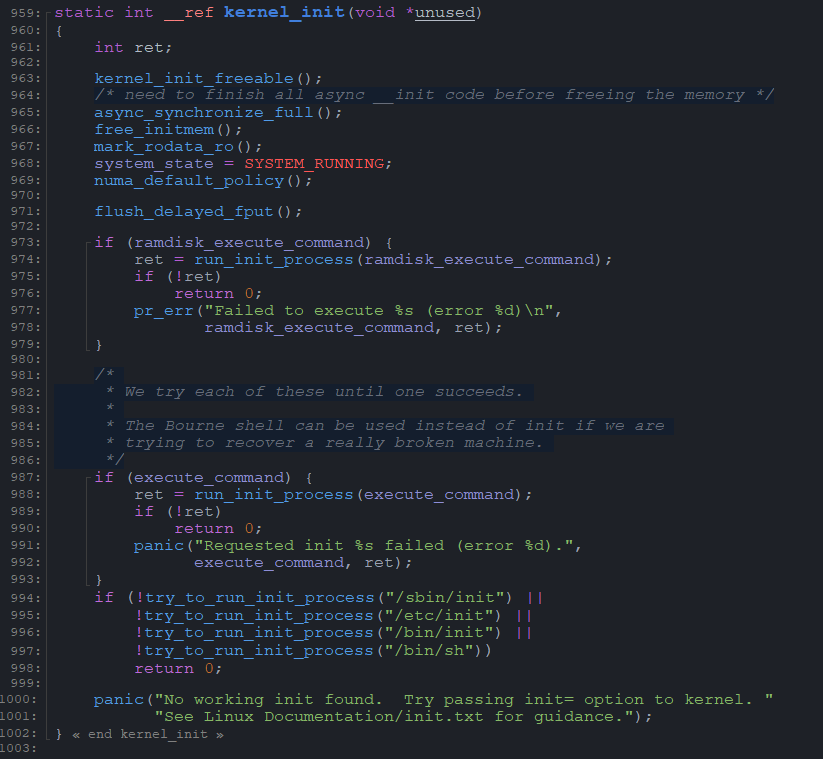 959: static int __ref kernel_init(void *unused)
960: {
961:     int ret;
962:
963:     kernel_init_freeable();
964:     /* need to finish all async __init code before freeing the memory */
965:     async_synchronize_full();
966:     free_initmem();
967:     mark_rodata_ro();
968:     system_state = SYSTEM_RUNNING;
969:     numa_default_policy();
970:
971:     flush_delayed_fput();
972:
973:     if (ramdisk_execute_command) {
974:         ret = run_init_process(ramdisk_execute_command);
975:         if (!ret)
976:             return 0;
977:         pr_err("Failed to execute %s (error %d)\n",
978:                ramdisk_execute_command, ret);
979:     }
980:
981:     /*
982:      * We try each of these until one succeeds.
983:      *
984:      * The Bourne shell can be used instead of init if we are
985:      * trying to recover a really broken machine.
986:      */
987:     if (execute_command) {
988:         ret = run_init_process(execute_command);
989:         if (!ret)
990:             return 0;
991:         panic("Requested init %s failed (error %d).",
992:               execute_command, ret);
993:     }
994:     if (!try_to_run_init_process("/sbin/init") ||
995:         !try_to_run_init_process("/etc/init") ||
996:         !try_to_run_init_process("/bin/init") ||
997:         !try_to_run_init_process("/bin/sh"))
998:         return 0;
999:
1000:     panic("No working init found.  Try passing init= option to kernel. "
1001:           "See Linux Documentation/init.txt for guidance.");
1002: } « end kernel_init »
1003: